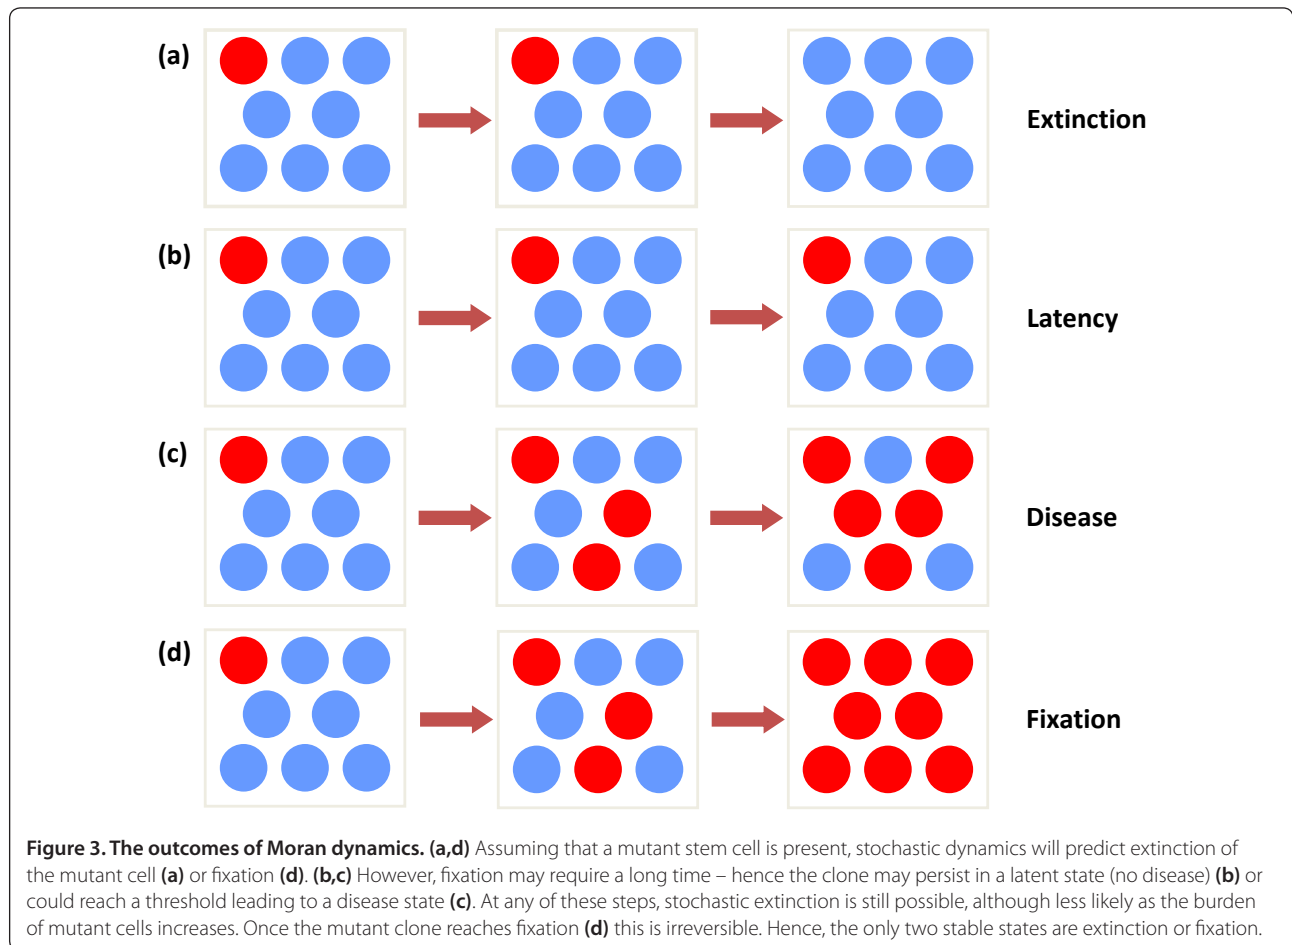 (a)
Extinction
(b)
Latency
(c)
Disease
(d)
Fixation
Figure 3. The outcomes of Moran dynamics. (a,d) Assuming that a mutant stem cell is present, stochastic dynamics will predict extinction of
the mutant cell (a) or fixation (d). (b,c) However, fixation may require a long time – hence the clone may persist in a latent state (no disease) (b) or
could reach a threshold leading to a disease state (c). At any of these steps, stochastic extinction is still possible, although less likely as the burden
of mutant cells increases. Once the mutant clone reaches fixation (d) this is irreversible. Hence, the only two stable states are extinction or fixation.